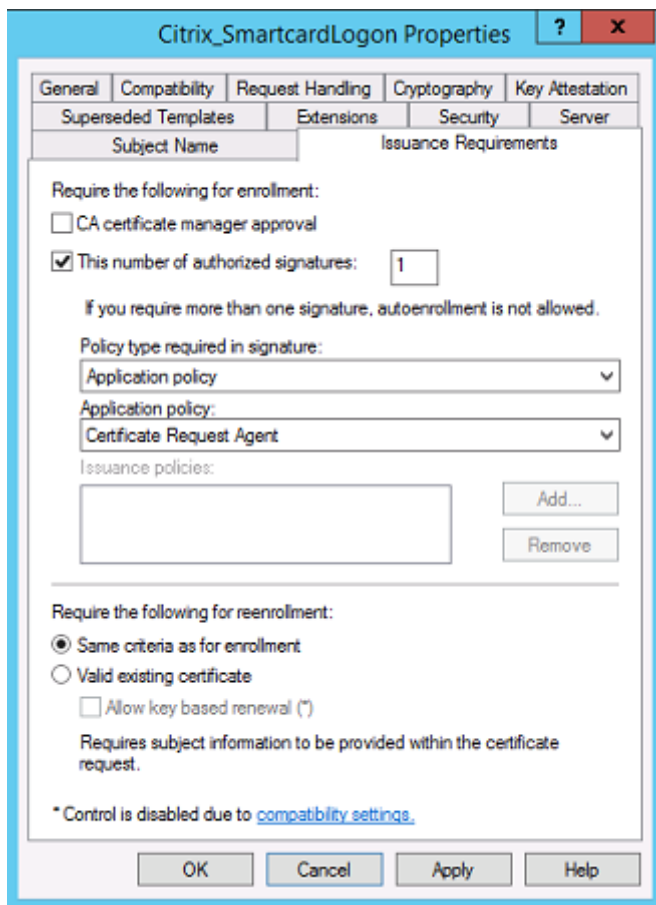 Citrix_SmartcardLogon Properties
? x
General Compatibility Request Handling Cryptography Key Attestation
Superseded Templates Extensions Security Server
Subject Name Issuance Requirements
Require the following for enrollment:
CA certificate manager approval
This number of authorized signatures: 1
If you require more than one signature, autoenrollment is not allowed.
Policy type required in signature:
Application policy
Application policy:
Certificate Request Agent
Issuance policies:
Add...
Remove
Require the following for reenrollment:
Same criteria as for enrollment
Valid existing certificate
Allow key based renewal (*)
Requires subject information to be provided within the certificate
request.
* Control is disabled due to compatibility settings.
OK Cancel Apply Help